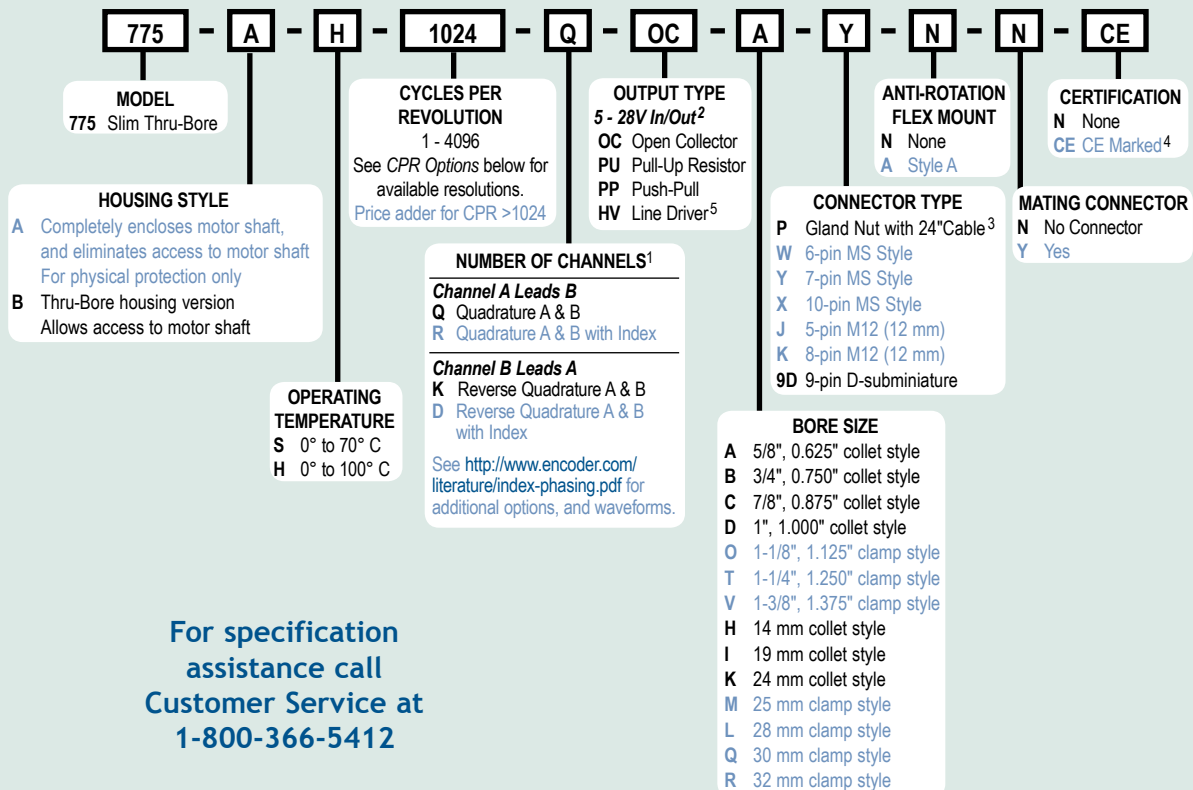 775 - A - H - 1024 - Q - OC - A - Y - N - N - CE
MODEL
775 Slim Thru-Bore
HOUSING STYLE
A Completely encloses motor shaft,
and eliminates access to motor shaft
For physical protection only
B Thru-Bore housing version
Allows access to motor shaft
OPERATING
TEMPERATURE
S 0° to 70° C
H 0° to 100° C
CYCLES PER
REVOLUTION
1 - 4096
See CPR Options below for
available resolutions.
Price adder for CPR >1024
NUMBER OF CHANNELS1
Channel A Leads B
Q Quadrature A & B
R Quadrature A & B with Index
Channel B Leads A
K Reverse Quadrature A & B
D Reverse Quadrature A & B
with Index
See http://www.encoder.com/
literature/index-phasing.pdf for
additional options, and waveforms.
OUTPUT TYPE
5 - 28V In/Out2
OC Open Collector
PU Pull-Up Resistor
PP Push-Pull
HV Line Driver5
BORE SIZE
A 5/8", 0.625" collet style
B 3/4", 0.750" collet style
C 7/8", 0.875" collet style
D 1", 1.000" collet style
O 1-1/8", 1.125" clamp style
T 1-1/4", 1.250" clamp style
V 1-3/8", 1.375" clamp style
H 14 mm collet style
I 19 mm collet style
K 24 mm collet style
M 25 mm clamp style
L 28 mm clamp style
Q 30 mm clamp style
R 32 mm clamp style
CONNECTOR TYPE
P Gland Nut with 24"Cable3
W 6-pin MS Style
Y 7-pin MS Style
X 10-pin MS Style
J 5-pin M12 (12 mm)
K 8-pin M12 (12 mm)
9D 9-pin D-subminiature
ANTI-ROTATION
FLEX MOUNT
N None
A Style A
MATING CONNECTOR
N No Connector
Y Yes
CERTIFICATION
N None
CE CE Marked4
For specification
assistance call
Customer Service at
1-800-366-5412